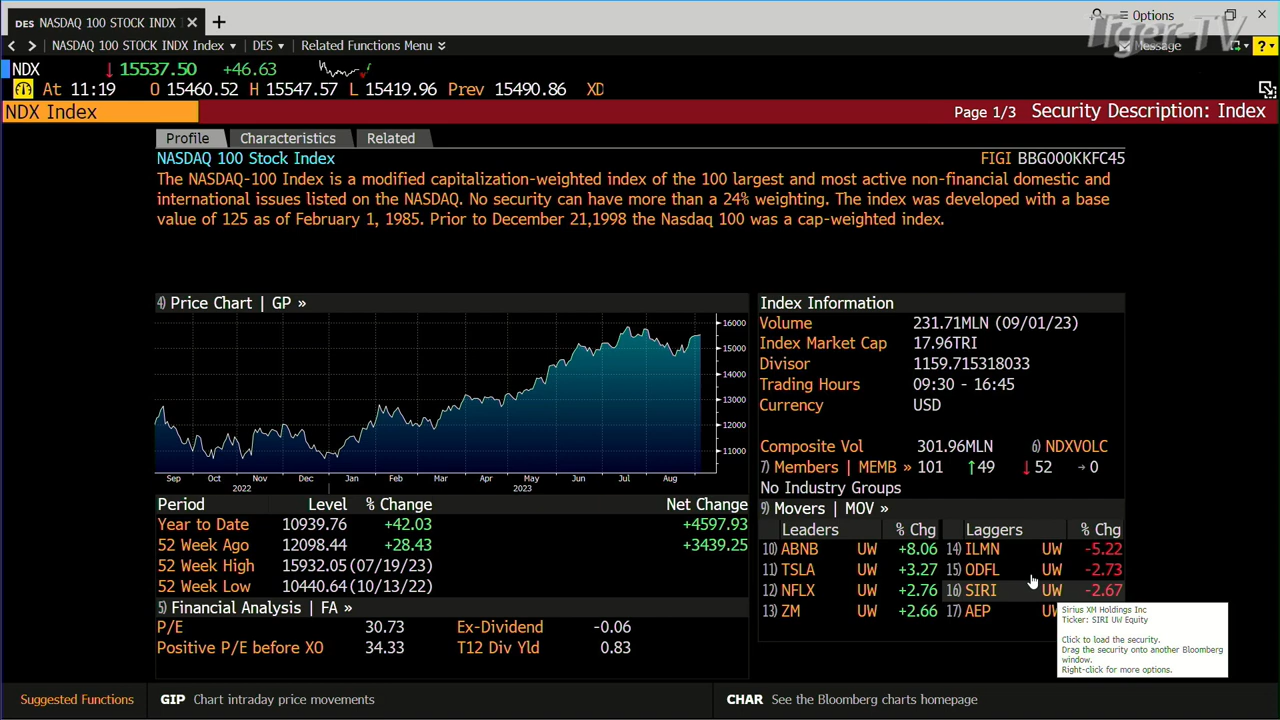 DES NASDAQ 100 STOCK INDX
Options
NASDAQ 100 STOCK INDX Index DES Related Functions Menu
Message
Tiger-TV
NDX 15537.50 +46.63
At 11:19 O 15460.52 H 15547.57 L 15419.96 Prev 15490.86 XD
NDX Index Page 1/3 Security Description: Index
Profile Characteristics Related
NASDAQ 100 Stock Index FIGI BBG000KKFC45
The NASDAQ-100 Index is a modified capitalization-weighted index of the 100 largest and most active non-financial domestic and
international issues listed on the NASDAQ. No security can have more than a 24% weighting. The index was developed with a base
value of 125 as of February 1, 1985. Prior to December 21,1998 the Nasdaq 100 was a cap-weighted index.
4) Price Chart | GP »
16000
15000
14000
13000
12000
11000
Sep Oct Nov Dec Jan Feb Mar Apr May Jun Jul Aug
2022 2023
Period Level % Change Net Change
Year to Date 10939.76 +42.03 +4597.93
52 Week Ago 12098.44 +28.43 +3439.25
52 Week High 15932.05 (07/19/23)
52 Week Low 10440.64 (10/13/22)
5) Financial Analysis | FA »
P/E 30.73 Ex-Dividend -0.06
Positive P/E before XO 34.33 T12 Div Yld 0.83
Index Information
Volume 231.71MLN (09/01/23)
Index Market Cap 17.96TRI
Divisor 1159.715318033
Trading Hours 09:30 - 16:45
Currency USD
Composite Vol 301.96MLN 6) NDXVOLC
7) Members | MEMB » 101 ↑49 ↓52 →0
No Industry Groups
9) Movers | MOV »
Leaders % Chg Laggers % Chg
10) ABNB UW +8.06 14) ILMN UW -5.22
11) TSLA UW +3.27 15) ODFL UW -2.73
12) NFLX UW +2.76 16) SIRI UW -2.67
13) ZM UW +2.66 17) AEP
Sirius XM Holdings Inc
Ticker: SIRI UW Equity
Click to load the security.
Drag the security onto another Bloomberg
window.
Right-click for more options.
Suggested Functions GIP Chart intraday price movements CHAR See the Bloomberg charts homepage